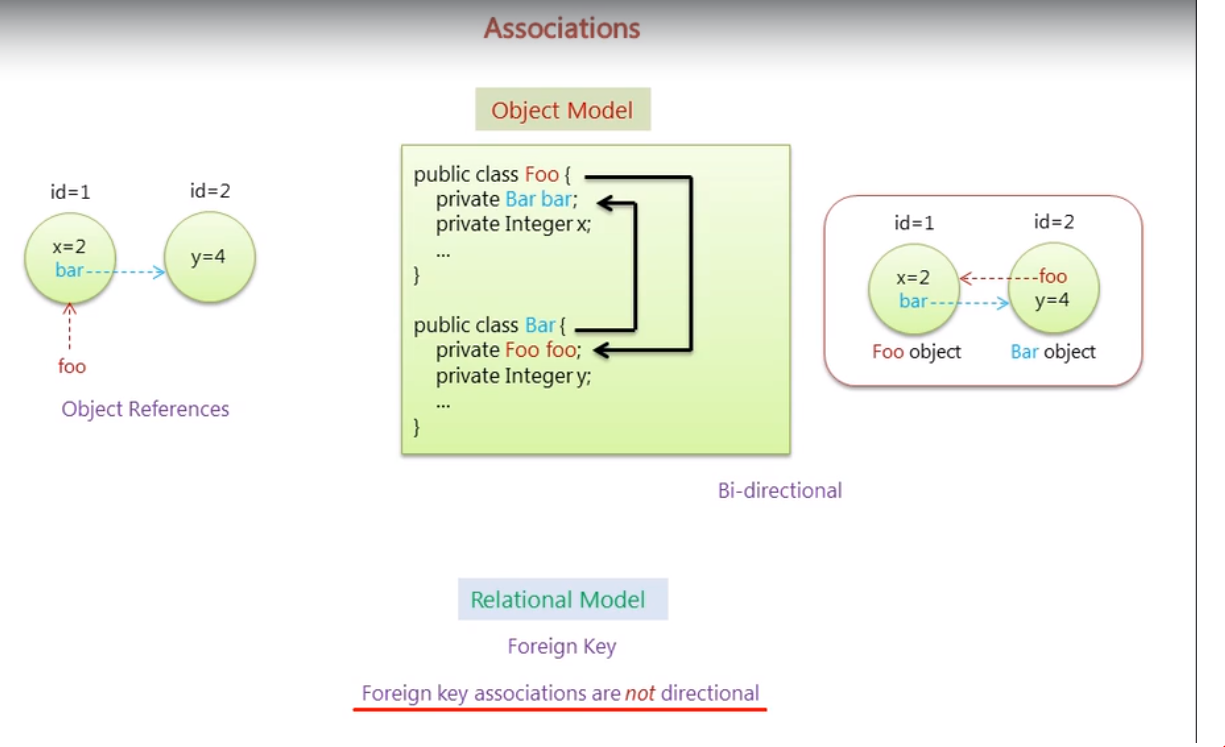 Associations
Object Model
id=1
id=2
x=2
bar
y=4
foo
Object References
public class Foo {
private Bar bar;
private Integer x;
...
}
public class Bar {
private Foo foo;
private Integer y;
...
}
id=1
id=2
x=2
bar
foo
y=4
Foo object
Bar object
Bi-directional
Relational Model
Foreign Key
Foreign key associations are not directional